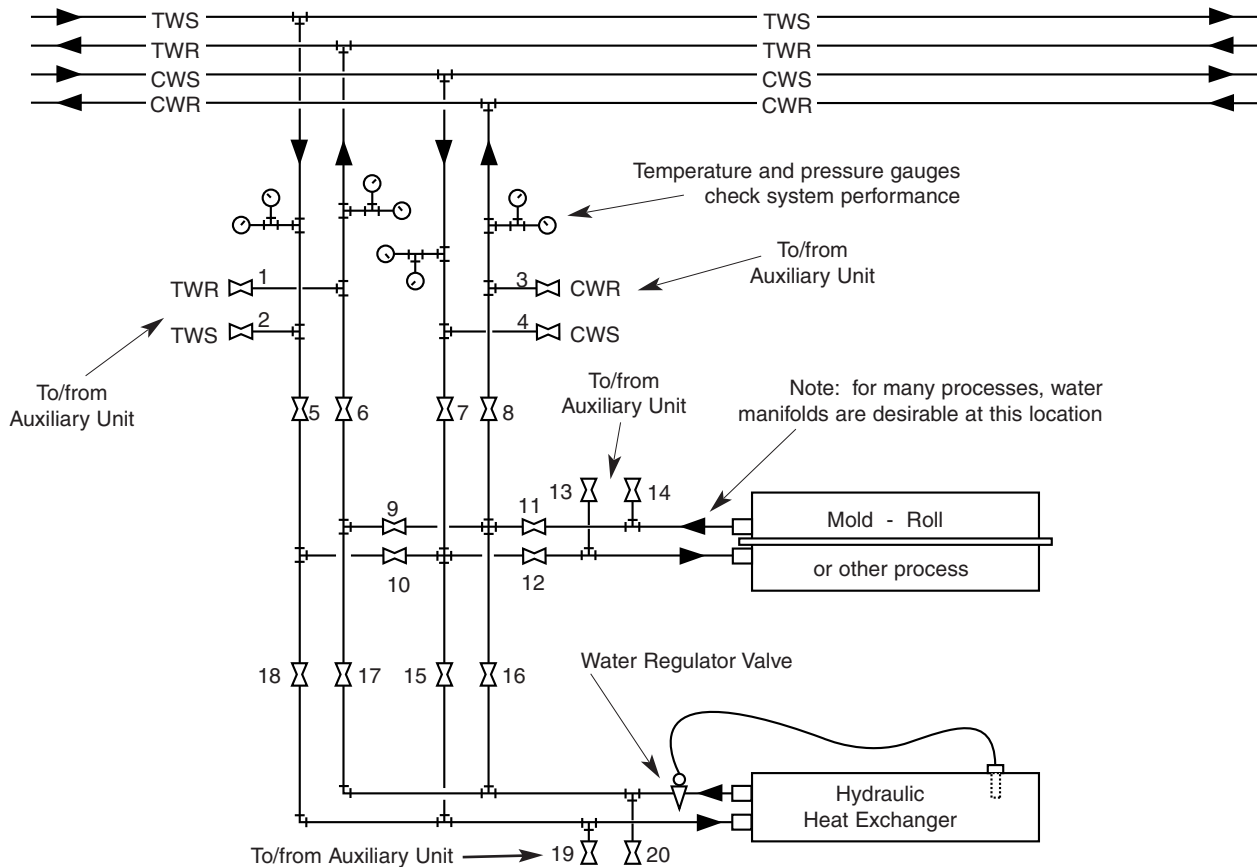 TWS TWS
TWR TWR
CWS CWS
CWR CWR
Temperature and pressure gauges
check system performance
To/from
Auxiliary Unit
TWR 1 3 CWR
TWS 2 4 CWS
To/from
Auxiliary Unit
To/from
Auxiliary Unit
Note: for many processes, water
manifolds are desirable at this location
5 6 7 8
13 14
9 11
Mold - Roll
10 12
or other process
Water Regulator Valve
18 17 15 16
Hydraulic
Heat Exchanger
To/from Auxiliary Unit 19 20